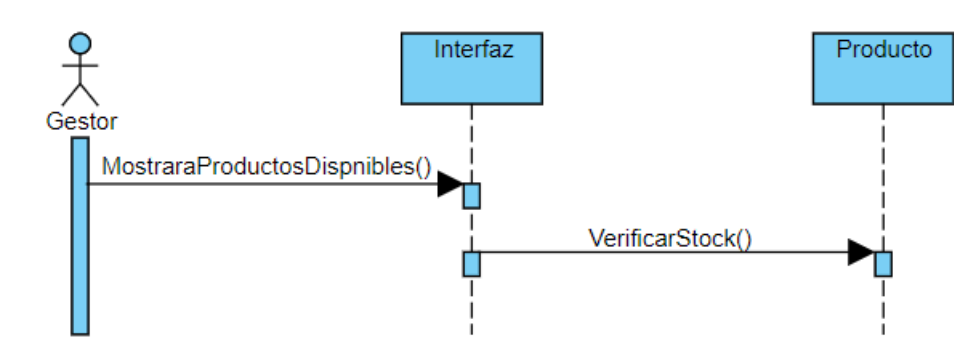 Interfaz
Producto
Gestor
MostraraProductosDispnibles()
VerificarStock()